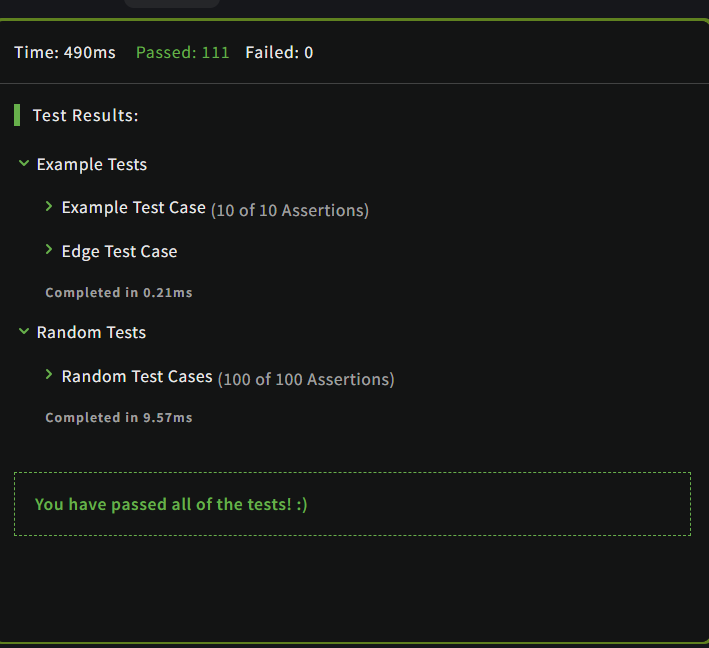 Time: 490ms Passed: 111 Failed: 0
Test Results:
Example Tests
Example Test Case (10 of 10 Assertions)
Edge Test Case
Completed in 0.21ms
Random Tests
Random Test Cases (100 of 100 Assertions)
Completed in 9.57ms
You have passed all of the tests! :)